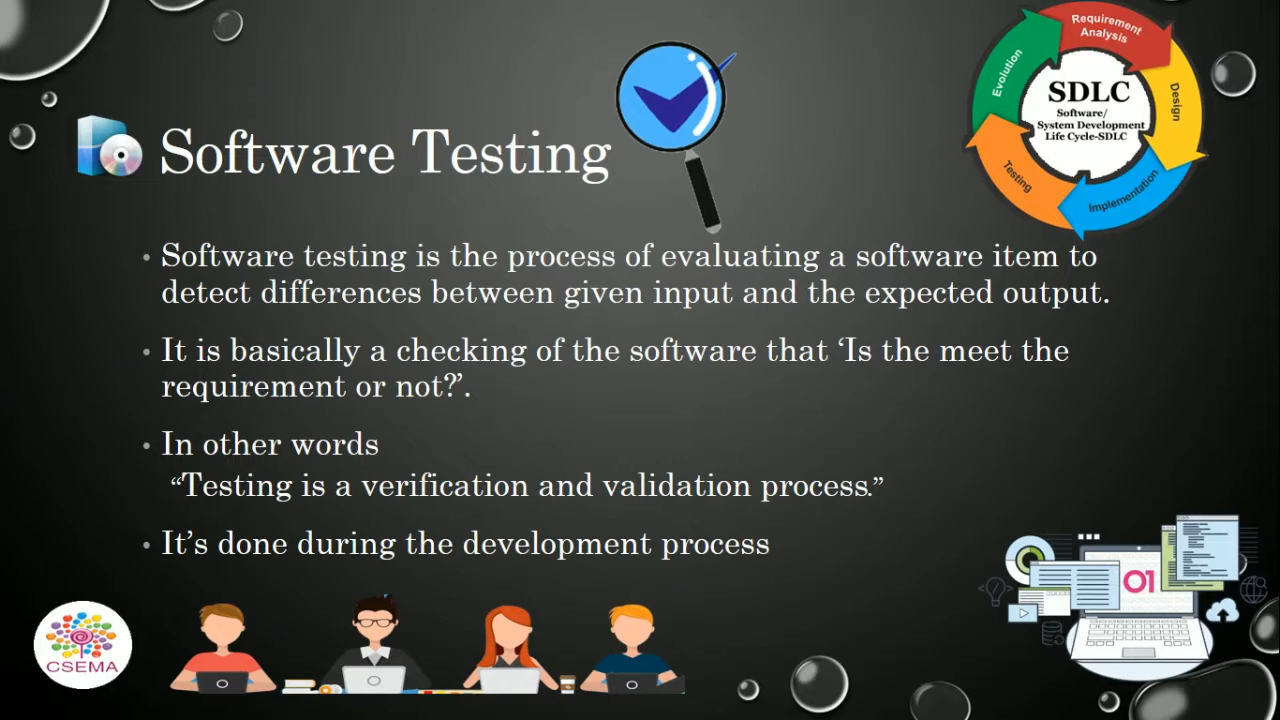 Software Testing
Requirement
Analysis
Design
Implementation
Testing
Evolution
SDLC
Software/
System Development
Life Cycle-SDLC
• Software testing is the process of evaluating a software item to
detect differences between given input and the expected output.
• It is basically a checking of the software that ‘Is the meet the
requirement or not?’.
• In other words
“Testing is a verification and validation process.”
• It’s done during the development process
01
CSEMA